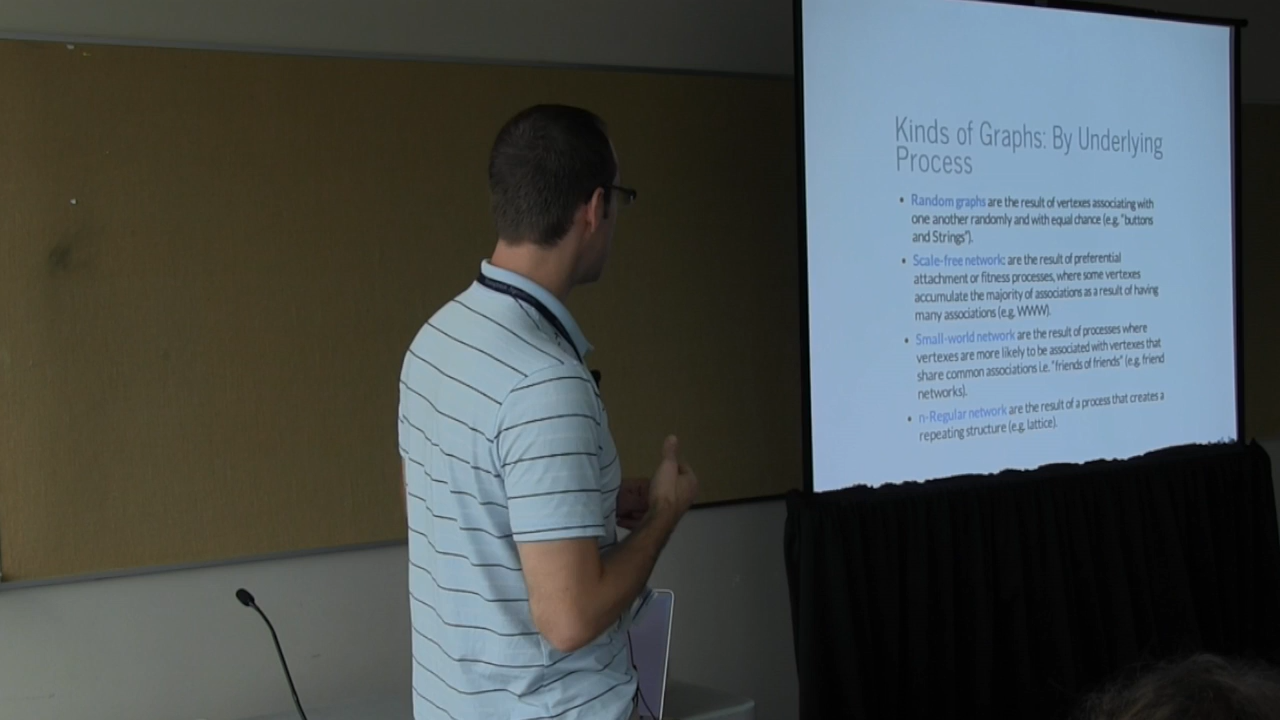 Kinds of Graphs: By Underlying
Process
• Random graphs are the result of vertexes associating with
one another randomly and with equal chance (e.g. "buttons
and Strings").
• Scale-free network: are the result of preferential
attachment or fitness processes, where some vertexes
accumulate the majority of associations as a result of having
many associations (e.g. WWW).
• Small-world network are the result of processes where
vertexes are more likely to be associated with vertexes that
share common associations i.e. "friends of friends" (e.g. friend
networks).
• n-Regular network are the result of a process that creates a
repeating structure (e.g. lattice).